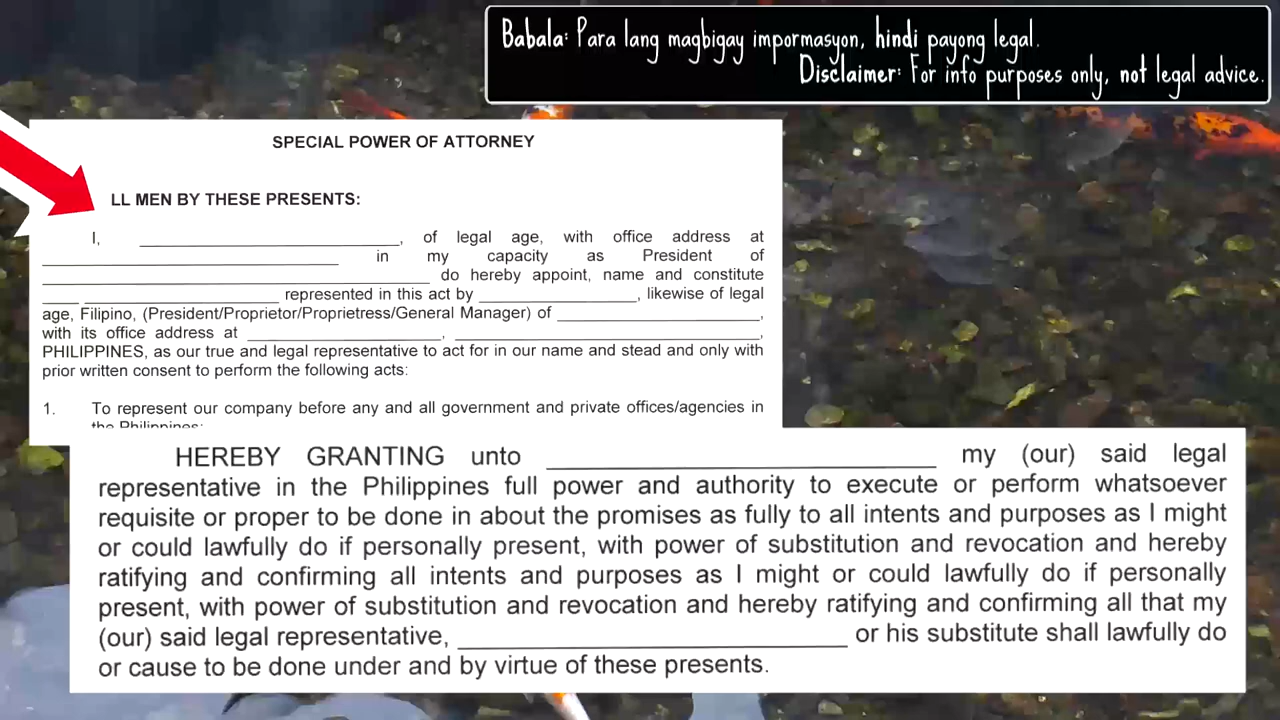 Babala: Para lang magbigay impormasyon, hindi payong legal.
Disclaimer: For info purposes only, not legal advice.
SPECIAL POWER OF ATTORNEY
LL MEN BY THESE PRESENTS:
I, ____________________________, of legal age, with office address at
________________________________ in my capacity as President of
__________________________________________ do hereby appoint, name and constitute
____ _____________________ represented in this act by _________________, likewise of legal
age, Filipino, (President/Proprietor/Proprietress/General Manager) of ______________________,
with its office address at _____________________, _________________________________,
PHILIPPINES, as our true and legal representative to act for in our name and stead and only with
prior written consent to perform the following acts:
1. To represent our company before any and all government and private offices/agencies in
the Philippines;
HEREBY GRANTING unto ______________________________ my (our) said legal
representative in the Philippines full power and authority to execute or perform whatsoever
requisite or proper to be done in about the promises as fully to all intents and purposes as I might
or could lawfully do if personally present, with power of substitution and revocation and hereby
ratifying and confirming all intents and purposes as I might or could lawfully do if personally
present, with power of substitution and revocation and hereby ratifying and confirming all that my
(our) said legal representative, ______________________________ or his substitute shall lawfully do
or cause to be done under and by virtue of these presents.